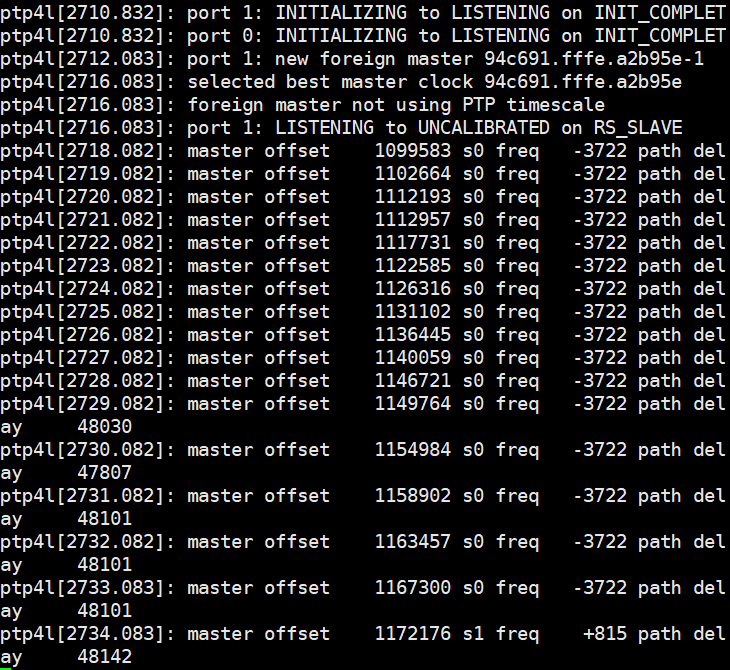 ptp4l[2710.832]: port 1: INITIALIZING to LISTENING on INIT_COMPLET
ptp4l[2710.832]: port 0: INITIALIZING to LISTENING on INIT_COMPLET
ptp4l[2712.083]: port 1: new foreign master 94c691.fffe.a2b95e-1
ptp4l[2716.083]: selected best master clock 94c691.fffe.a2b95e
ptp4l[2716.083]: foreign master not using PTP timescale
ptp4l[2716.083]: port 1: LISTENING to UNCALIBRATED on RS_SLAVE
ptp4l[2718.082]: master offset    1099583 s0 freq   -3722 path del
ptp4l[2719.082]: master offset    1102664 s0 freq   -3722 path del
ptp4l[2720.082]: master offset    1112193 s0 freq   -3722 path del
ptp4l[2721.082]: master offset    1112957 s0 freq   -3722 path del
ptp4l[2722.082]: master offset    1117731 s0 freq   -3722 path del
ptp4l[2723.082]: master offset    1122585 s0 freq   -3722 path del
ptp4l[2724.082]: master offset    1126316 s0 freq   -3722 path del
ptp4l[2725.082]: master offset    1131102 s0 freq   -3722 path del
ptp4l[2726.082]: master offset    1136445 s0 freq   -3722 path del
ptp4l[2727.082]: master offset    1140059 s0 freq   -3722 path del
ptp4l[2728.082]: master offset    1146721 s0 freq   -3722 path del
ptp4l[2729.082]: master offset    1149764 s0 freq   -3722 path del
ay     48030
ptp4l[2730.082]: master offset    1154984 s0 freq   -3722 path del
ay     47807
ptp4l[2731.082]: master offset    1158902 s0 freq   -3722 path del
ay     48101
ptp4l[2732.082]: master offset    1163457 s0 freq   -3722 path del
ay     48101
ptp4l[2733.083]: master offset    1167300 s0 freq   -3722 path del
ay     48101
ptp4l[2734.083]: master offset    1172176 s1 freq    +815 path del
ay     48142